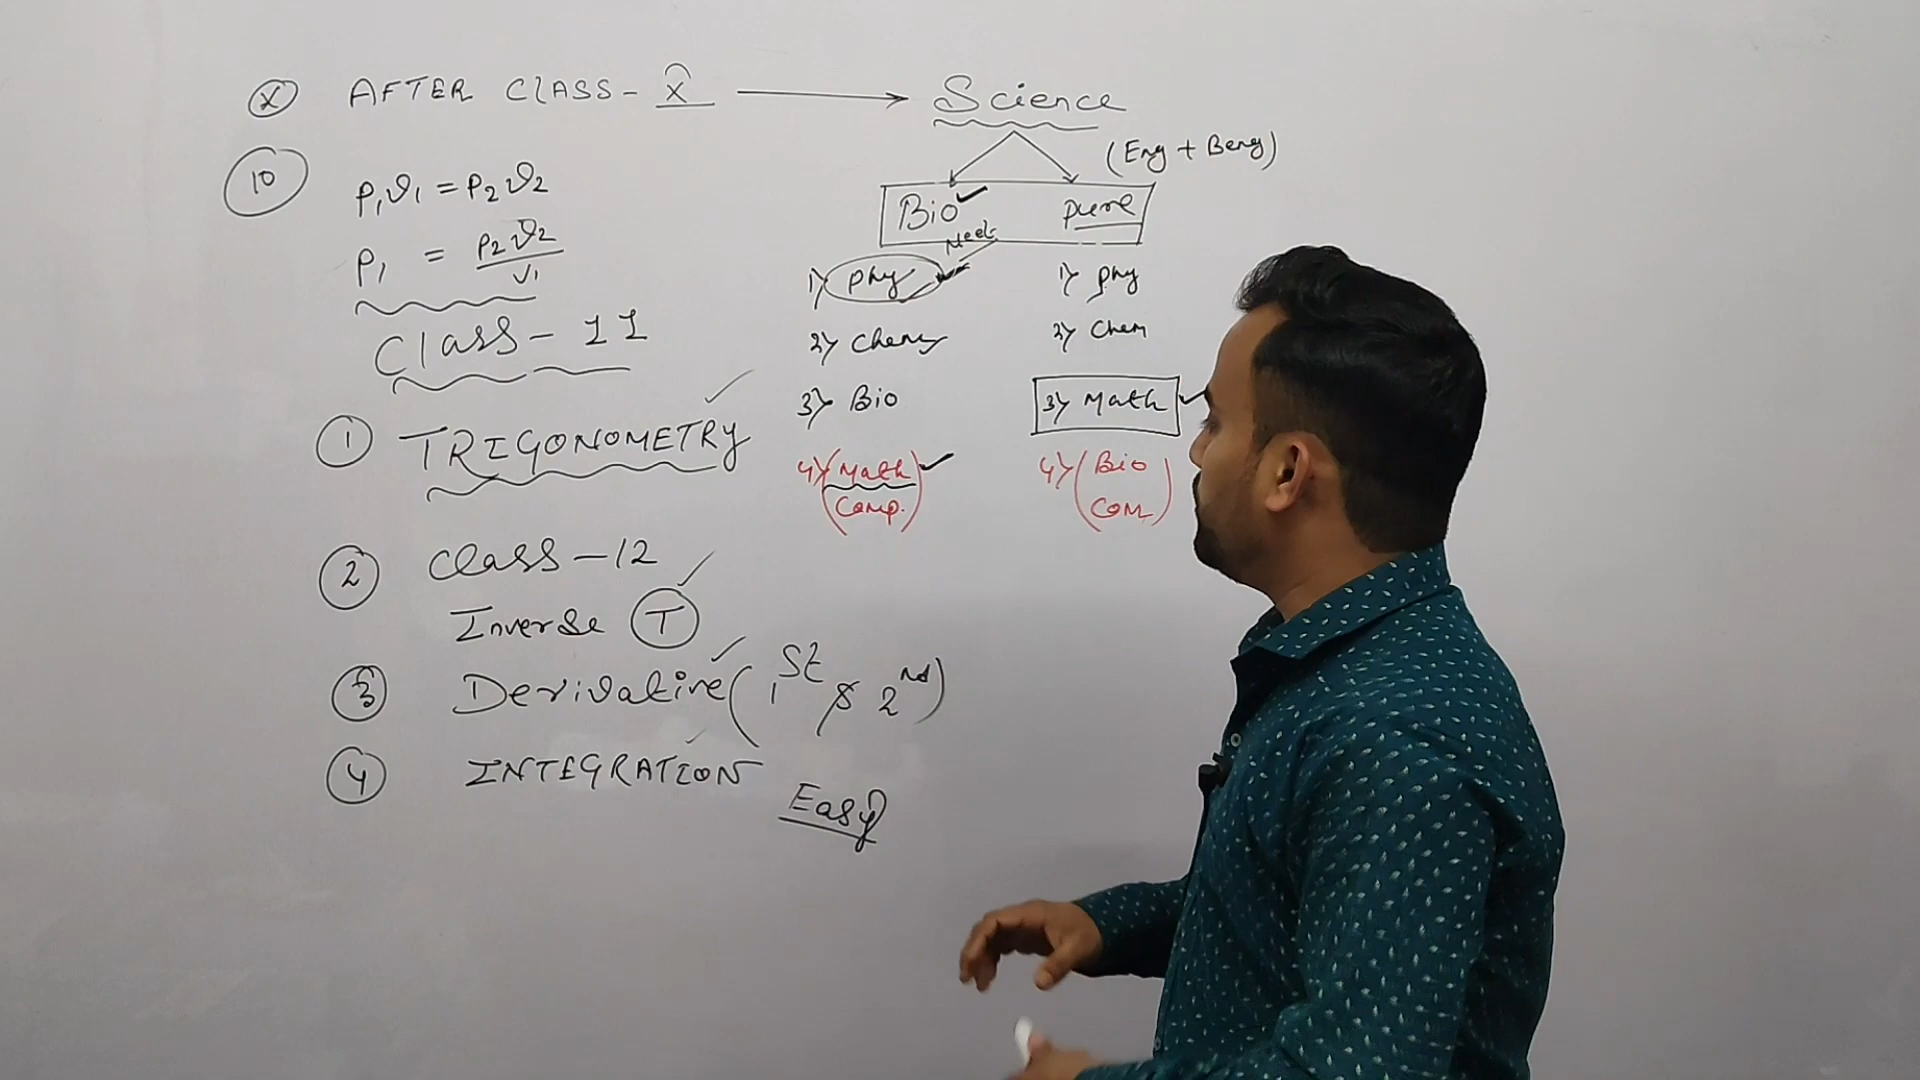 X AFTER CLASS - X → Science
(Eng + Beng)
10 P₁V₁ = P₂V₂
P₁ = P₂V₂ / V₁
Class - 11
1 TRIGONOMETRY ✓
2 Class - 12 ✓
Inverse T
3 Derivative (1st & 2nd) ✓
4 INTEGRATION ✓
Easy
Bio ✓
Neet
1) Phy
2) Chem
3) Bio
4) (Math ✓
Comp.)
Pure
1) Phy
2) Chem
3) Math ✓
4) (Bio
Com)